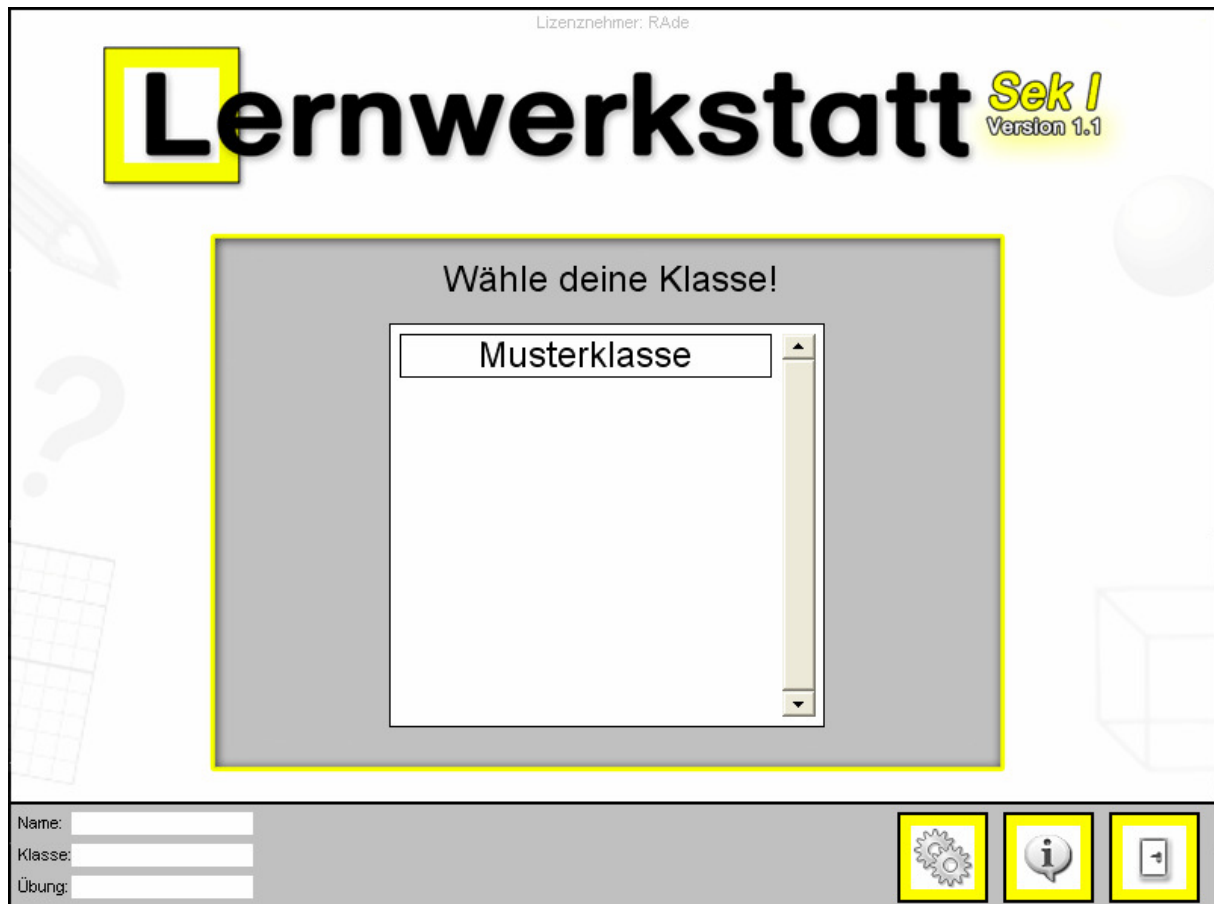 Lizenznehmer: RAde
Lernwerkstatt
Sek I
Version 1.1
Wähle deine Klasse!
Musterklasse
Name:
Klasse:
Übung: